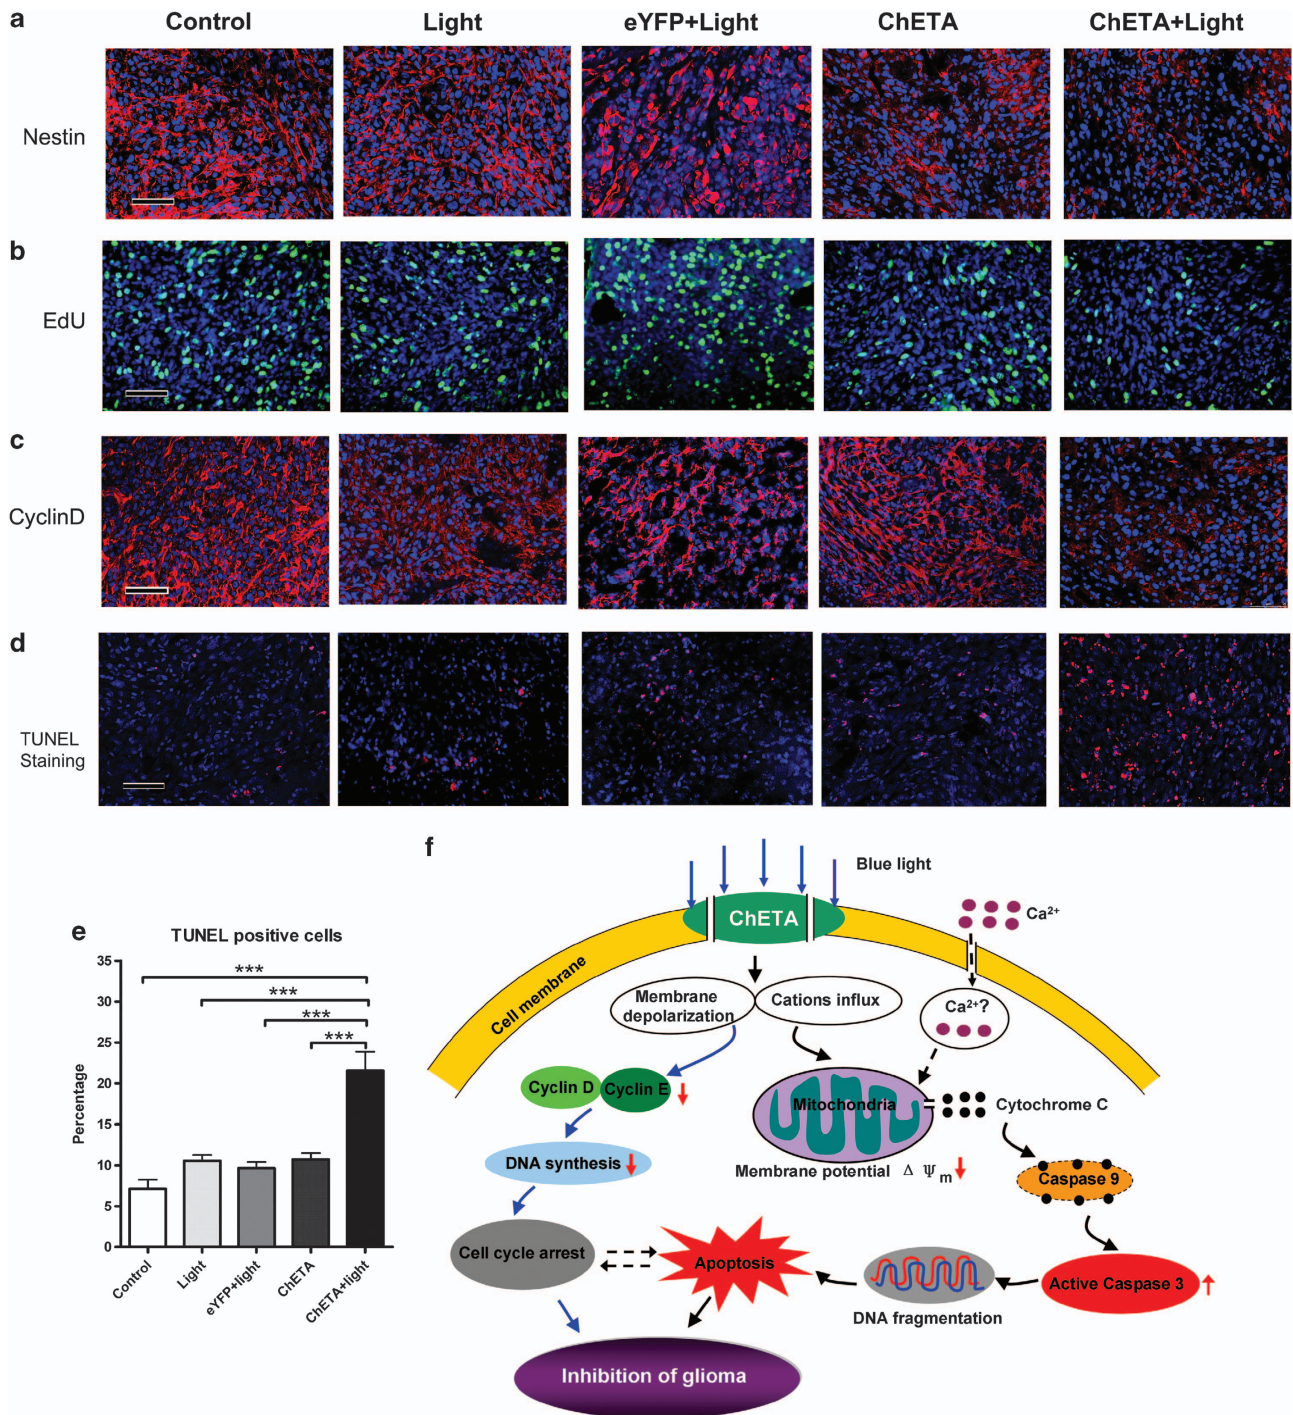 a
Control
Light
eYFP+Light
ChETA
ChETA+Light
Nestin
b
EdU
c
CyclinD
d
TUNEL
Staining
e
TUNEL positive cells
Percentage
35
30
25
20
15
10
5
0
***
***
***
***
Control
Light
eYFP+light
ChETA
ChETA+light
f
Blue light
ChETA
Ca2+
Cell membrane
Membrane
depolarization
Cations influx
Ca2+?
Cyclin D
Cyclin E
Mitochondria
Cytochrome C
DNA synthesis
Membrane potential Δ Ψm
Caspase 9
Cell cycle arrest
Apoptosis
Active Caspase 3
DNA fragmentation
Inhibition of glioma